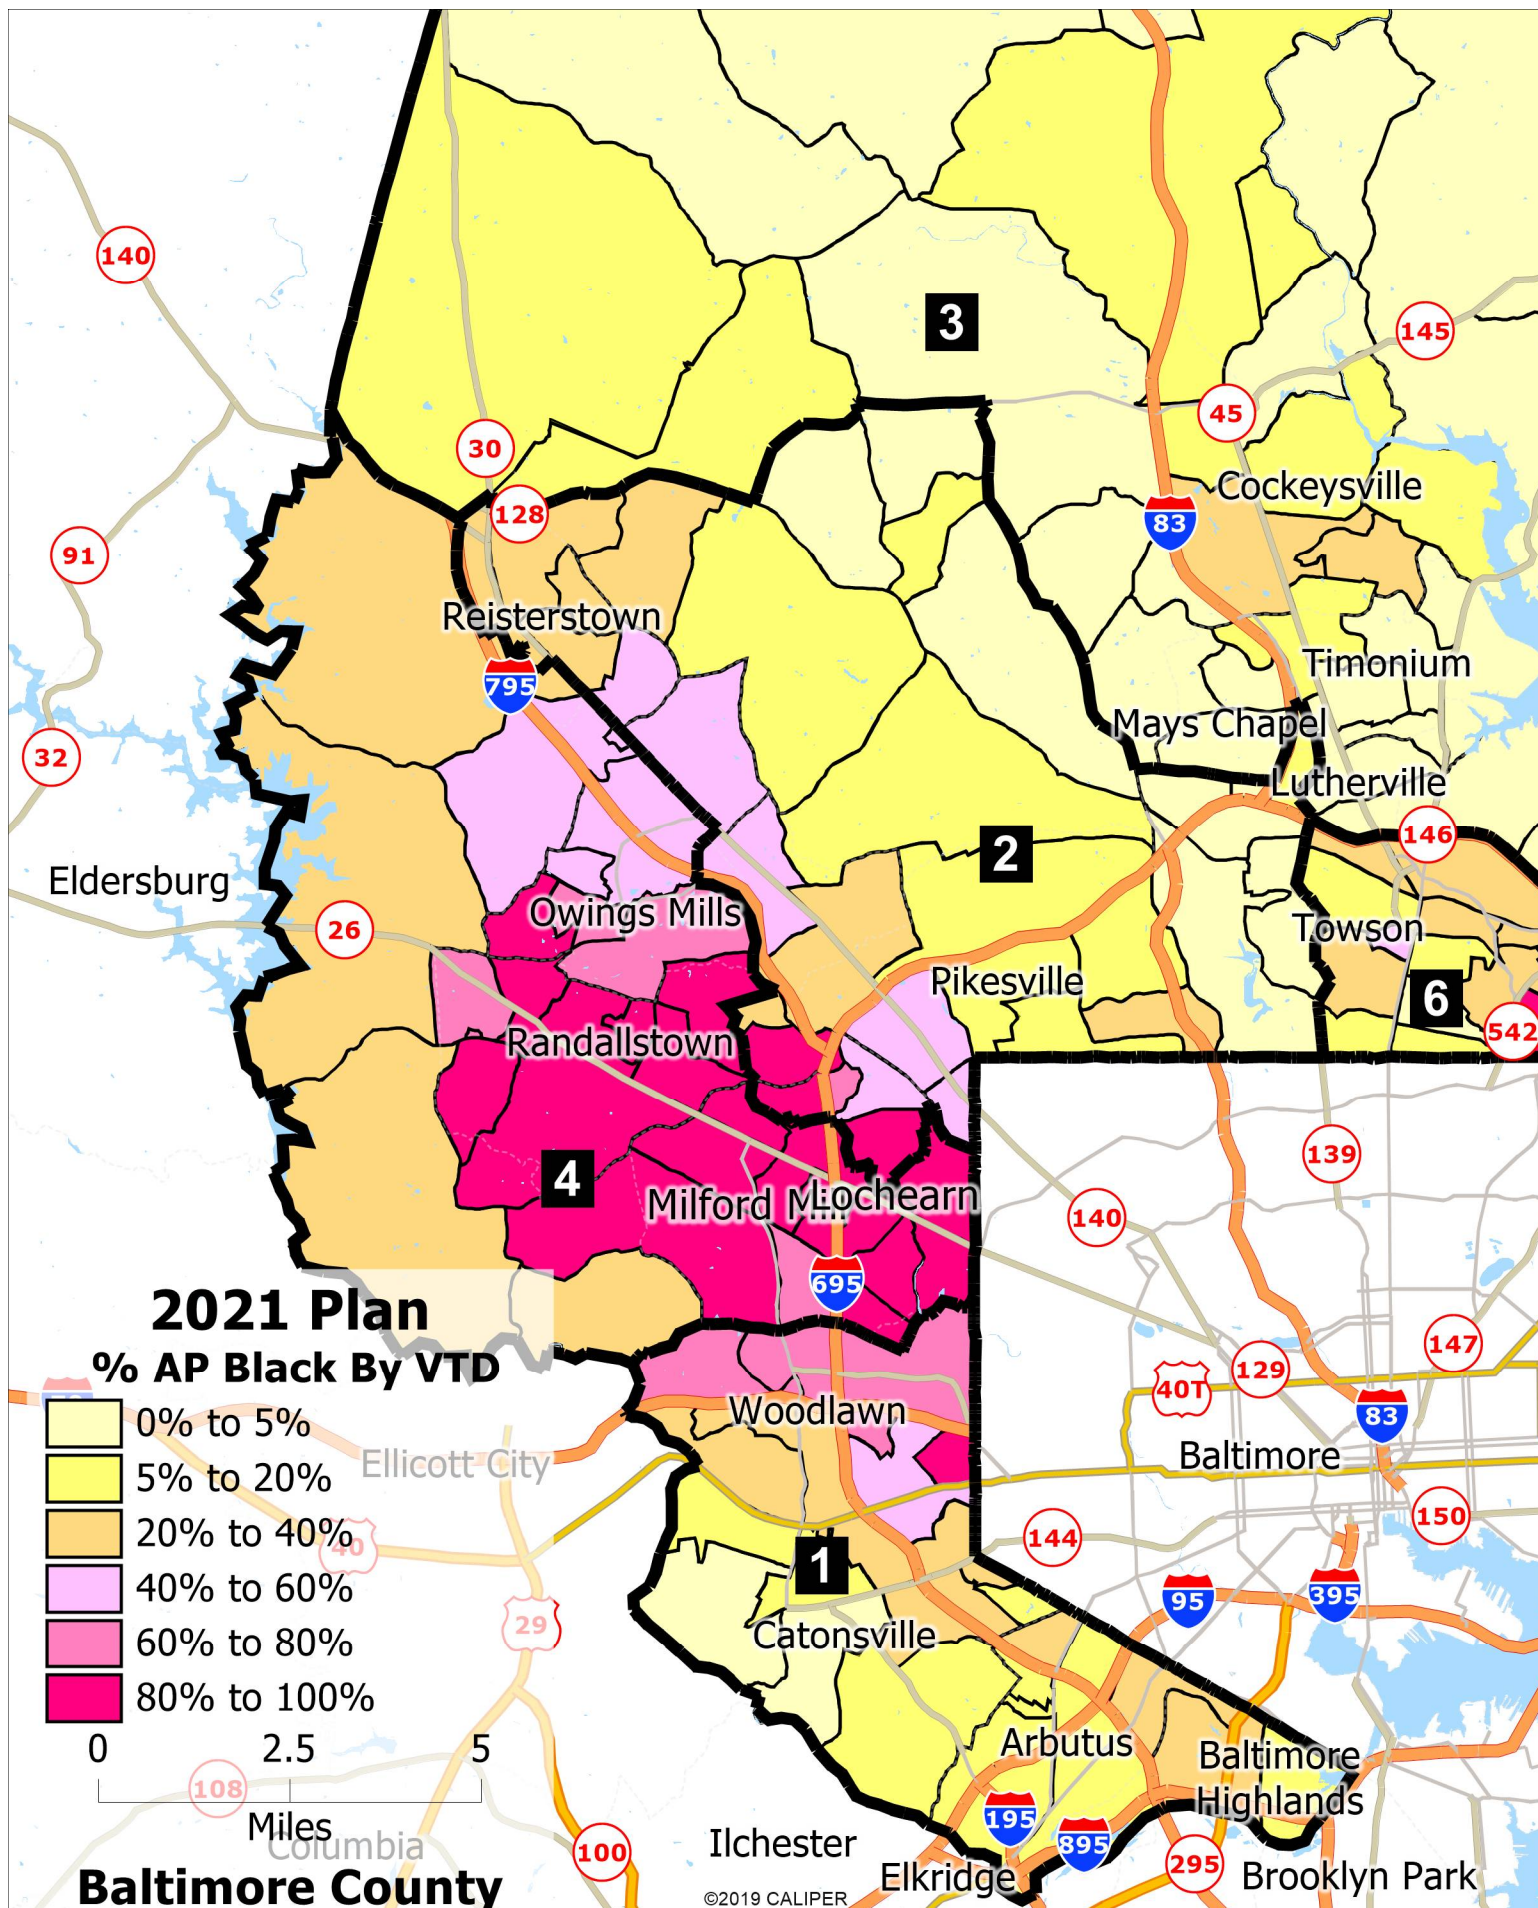 140
3
145
45
30
Cockeysville
128
83
91
Reisterstown
Timonium
795
Mays Chapel
32
Lutherville
146
2
Eldersburg
Owings Mills
26
Towson
Pikesville
6
542
Randallstown
139
4
Milford Mill
Lochearn
140
695
2021 Plan
% AP Black By VTD
147
129
40T
0% to 5%
Woodlawn
83
Ellicott City
Baltimore
5% to 20%
150
20% to 40%
40
144
1
40% to 60%
95
395
29
60% to 80%
Catonsville
80% to 100%
0 2.5 5
Arbutus
Baltimore
Highlands
108
Miles
195
Columbia
Ilchester
895
100
295
Elkridge
Brooklyn Park
Baltimore County
©2019 CALIPER